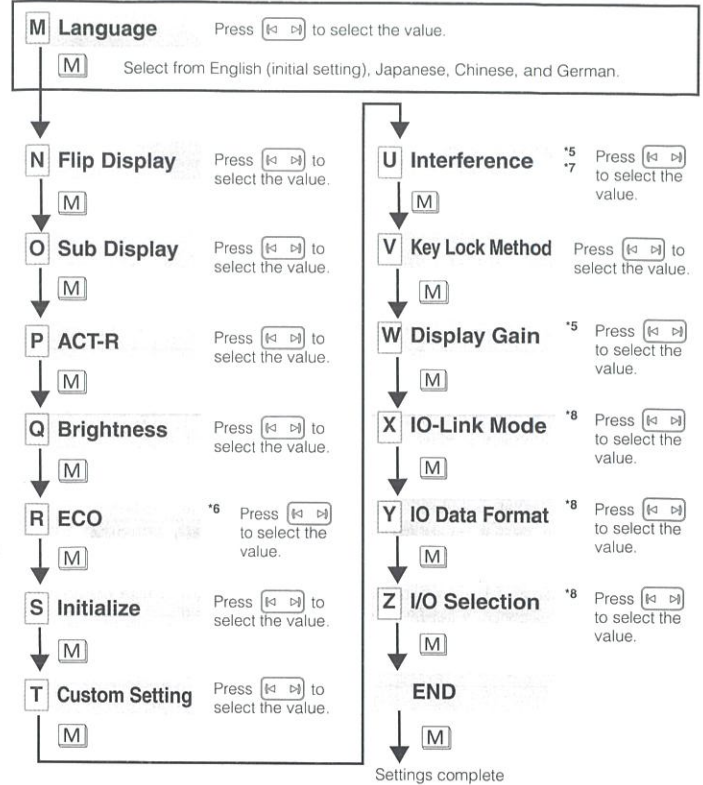 M Language Press to select the value.
M Select from English (initial setting), Japanese, Chinese, and German.
N Flip Display Press to
select the value.
M
O Sub Display Press to
select the value.
M
P ACT-R Press to
select the value.
M
Q Brightness Press to
select the value.
M
R ECO *6 Press
to select the
value.
M
S Initialize Press to
select the value.
M
T Custom Setting Press to
select the value.
M
U Interference *5 *7 Press
to select the
value.
M
V Key Lock Method Press to
select the value.
M
W Display Gain *5 Press
to select the
value.
M
X IO-Link Mode *8 Press
to select the
value.
M
Y IO Data Format *8 Press
to select the
value.
M
Z I/O Selection *8 Press
to select the
value.
M
END
M
Settings complete